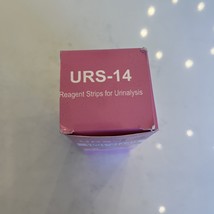 URS-14
Reagent Strips for Urinalysis